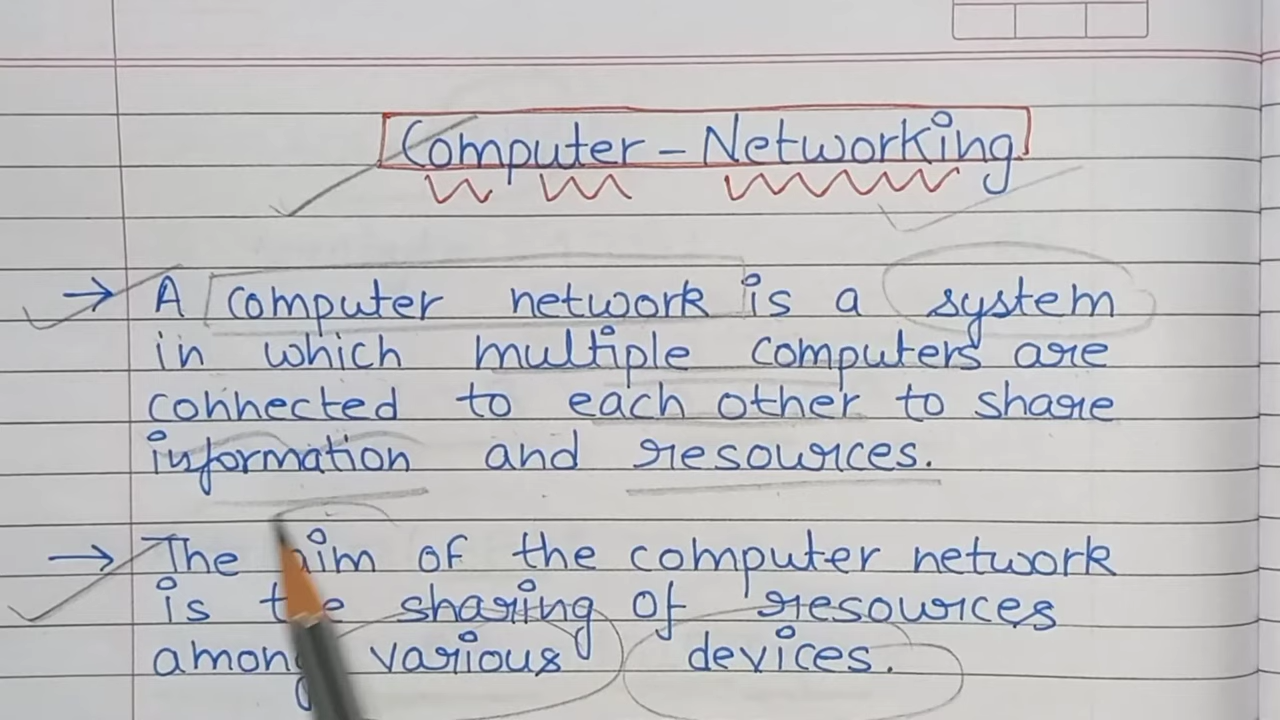 Computer - Networking
→ A computer network is a system
in which multiple computers are
connected to each other to share
information and resources.
→ The aim of the computer network
is the sharing of resources
among various devices.